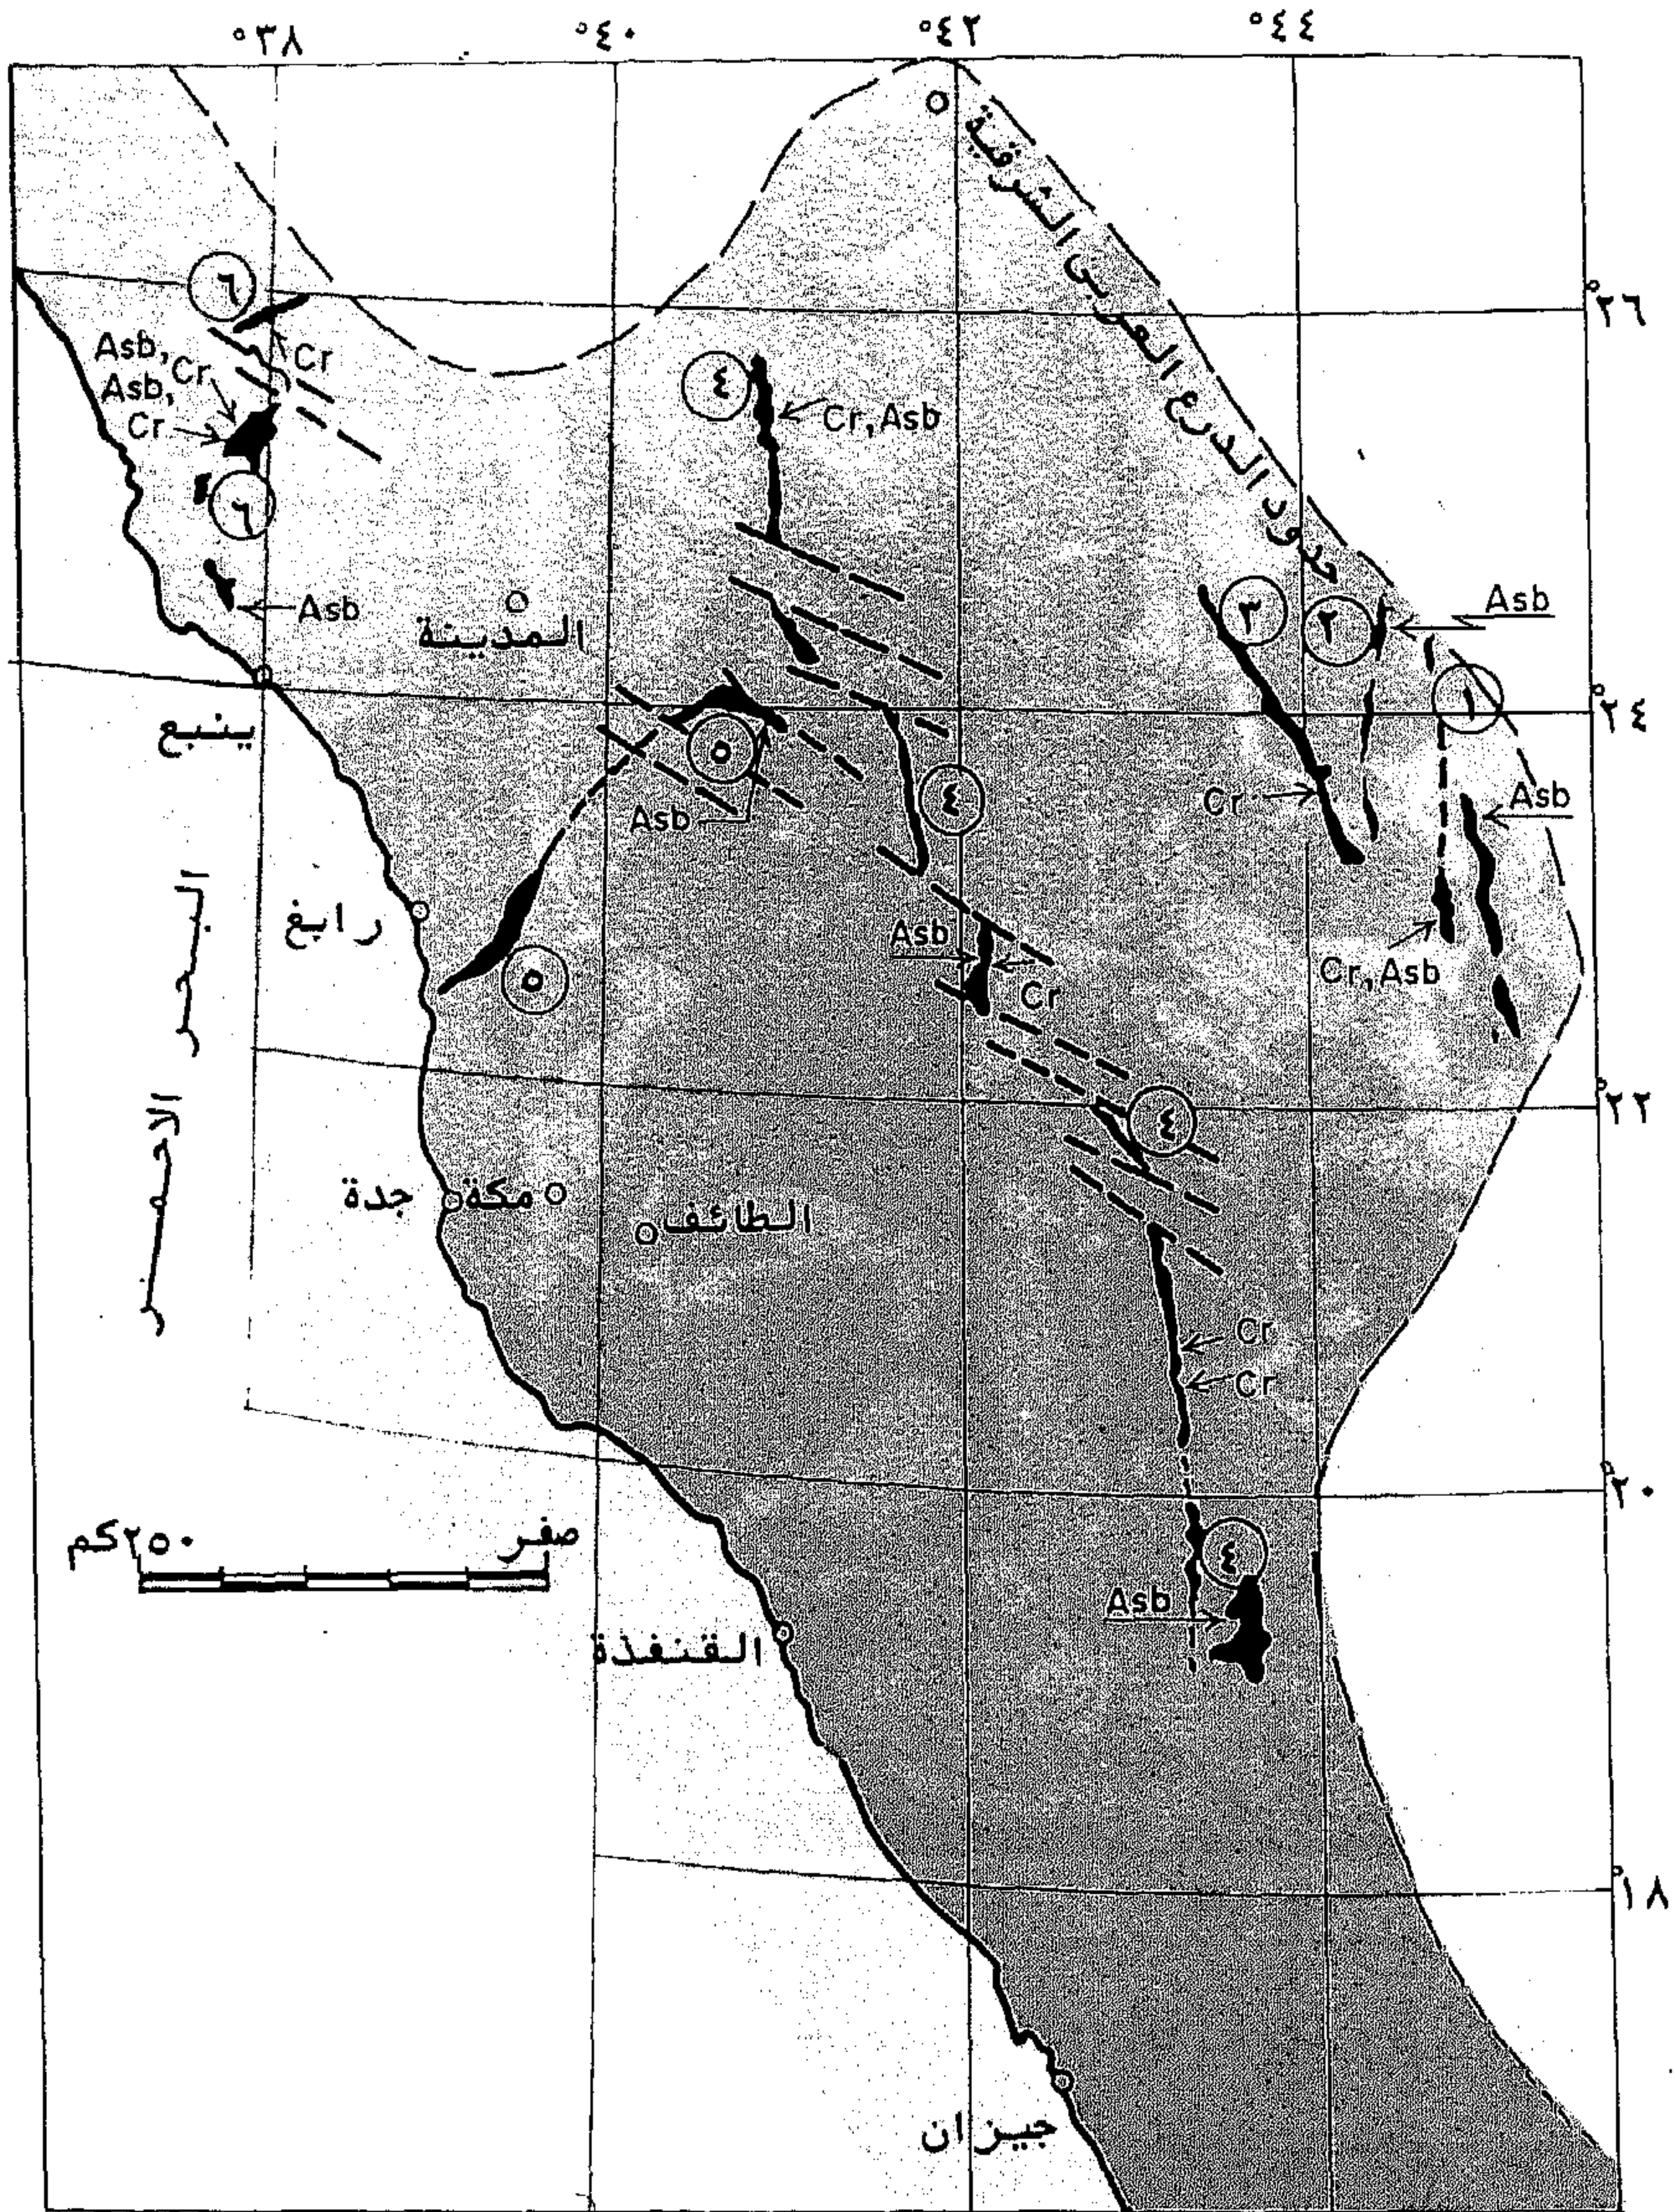 °٣٨
°٤٠
°٤٢
°٤٤
حدود الدرع العربي الشرقية
°٢٦
٦
Cr
Asb, Cr
Asb,
Cr
٤
Cr, Asb
٦
Asb
المدينة
٣
٢
Asb
١
°٢٤
ينبع
٥
Asb
٤
Cr
Asb
رابغ
٥
Asb
Cr
Cr, Asb
البحر الاحمر
°٢٢
٤
جدة
مكة
الطائف
Cr
Cr
°٢٠
٢٥٠كم
صفر
٤
Asb
القنفذة
°١٨
جيزان